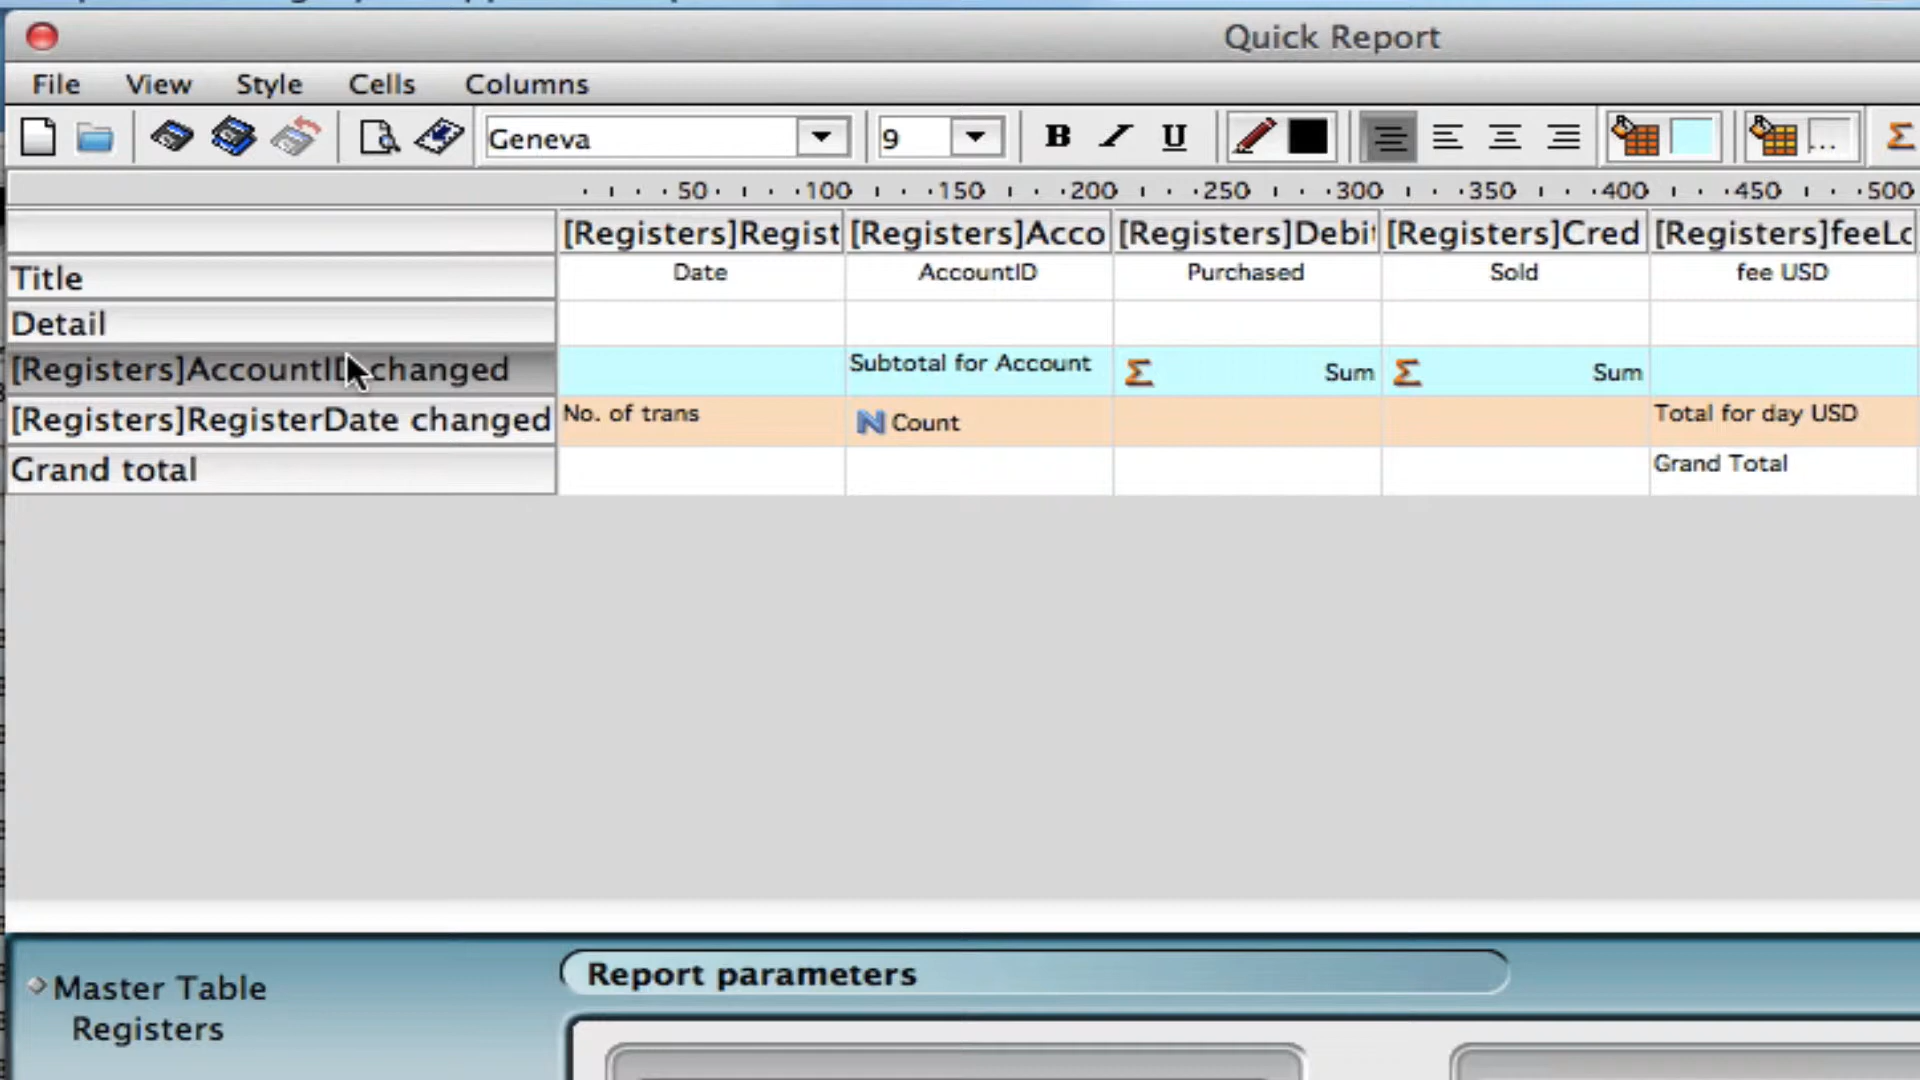 Quick Report
File View Style Cells Columns
Geneva 9 B I U ... Σ
50 100 150 200 250 300 350 400 450 500
[Registers]Regist [Registers]Acco [Registers]Debi [Registers]Cred [Registers]feeLc
Title Date AccountID Purchased Sold fee USD
Detail
[Registers]AccountID changed Subtotal for Account Σ Sum Σ Sum
[Registers]RegisterDate changed No. of trans N Count Total for day USD
Grand total Grand Total
Master Table
Registers
Report parameters